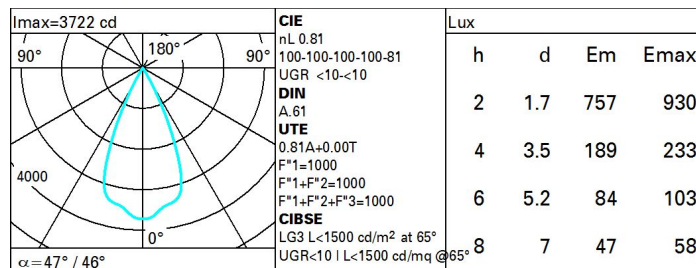 Imax=3722 cd
90° 180° 90°
4000
0°
α=47° / 46°
CIE
nL 0.81
100-100-100-100-81
UGR <10-<10
DIN
A.61
UTE
0.81A+0.00T
F"1=1000
F"1+F"2=1000
F"1+F"2+F"3=1000
CIBSE
LG3 L<1500 cd/m² at 65°
UGR<10 | L<1500 cd/mq @65°
Lux
h d Em Emax
2 1.7 757 930
4 3.5 189 233
6 5.2 84 103
8 7 47 58